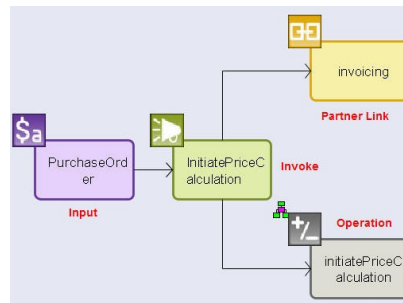 $a
invoicing
Partner Link
PurchaseOrd
er
InitiatePriceC
alculation
Invoke
Input
Operation
+/-
initiatePriceC
alculation